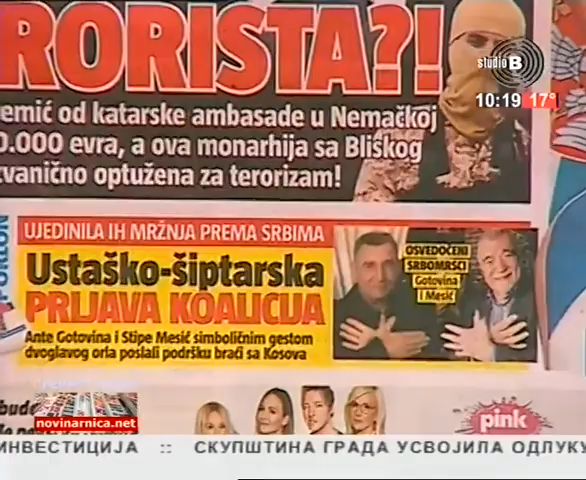 RORISTA?!
studio B
10:19 17°
emić od katarske ambasade u Nemačkoj
0.000 evra, a ova monarhija sa Bliskog
zvanično optužena za terorizam!
UJEDINILA IH MRŽNJA PREMA SRBIMA
Ustaško-šiptarska
PRLJAVA KOALICIJA
Ante Gotovina i Stipe Mesić simboličnim gestom
dvoglavog orla poslali podršku braći sa Kosova
OSVEDOČENI
SRBOMRSCI
Gotovina
i Mesić
novinarnica.net
pink
ИНВЕСТИЦИЈА :: СКУПШТИНА ГРАДА УСВОЈИЛА ОДЛУКУ